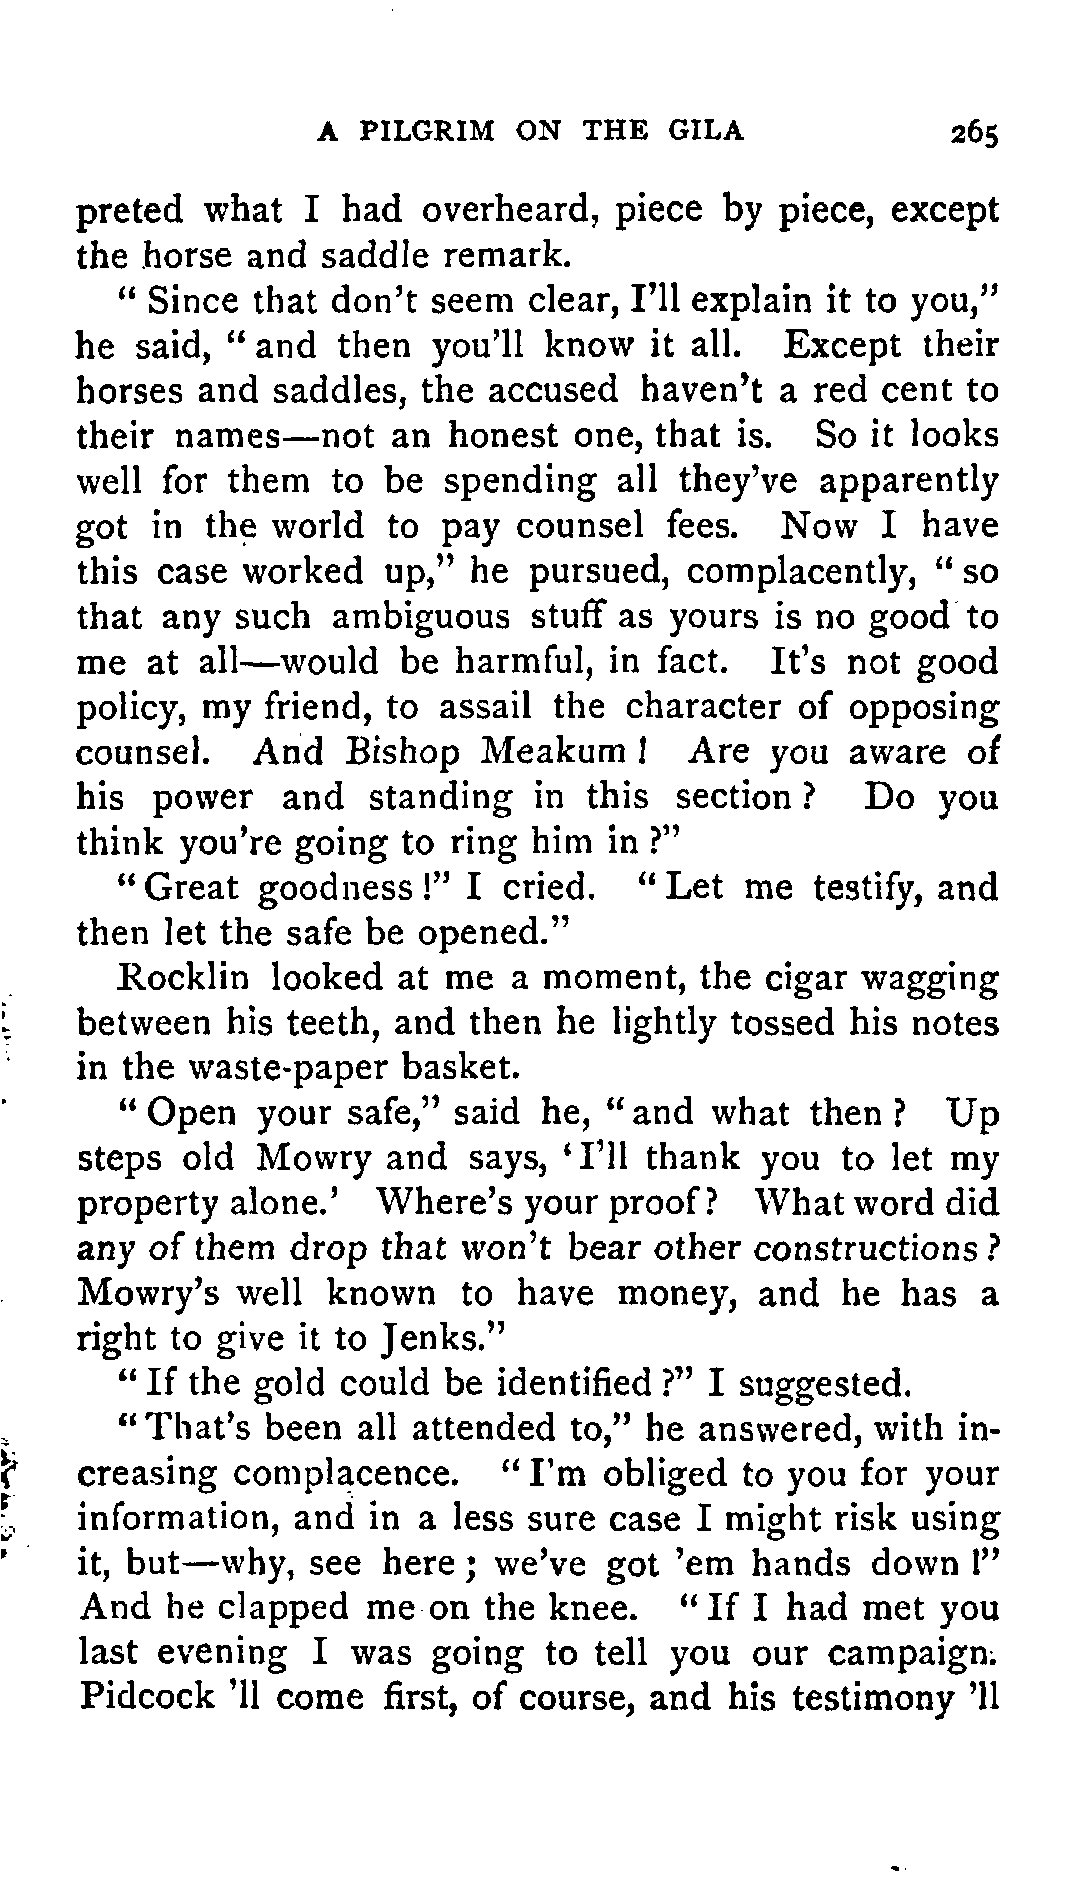 A PILGRIM ON THE GILA 265
preted what I had overheard, piece by piece, except
the horse and saddle remark.
“Since that don’t seem clear, I’ll explain it to you,”
he said, “and then you’ll know it all. Except their
horses and saddles, the accused haven’t a red cent to
their names—not an honest one, that is. So it looks
well for them to be spending all they’ve apparently
got in the world to pay counsel fees. Now I have
this case worked up,” he pursued, complacently, “so
that any such ambiguous stuff as yours is no good to
me at all—would be harmful, in fact. It’s not good
policy, my friend, to assail the character of opposing
counsel. And Bishop Meakum! Are you aware of
his power and standing in this section? Do you
think you’re going to ring him in?”
“Great goodness!” I cried. “Let me testify, and
then let the safe be opened.”
Rocklin looked at me a moment, the cigar wagging
between his teeth, and then he lightly tossed his notes
in the waste-paper basket.
“Open your safe,” said he, “and what then? Up
steps old Mowry and says, ‘I’ll thank you to let my
property alone.’ Where’s your proof? What word did
any of them drop that won’t bear other constructions?
Mowry’s well known to have money, and he has a
right to give it to Jenks.”
“If the gold could be identified?” I suggested.
“That’s been all attended to,” he answered, with in-
creasing complacence. “I’m obliged to you for your
information, and in a less sure case I might risk using
it, but—why, see here; we’ve got ’em hands down!”
And he clapped me on the knee. “If I had met you
last evening I was going to tell you our campaign.
Pidcock ’ll come first, of course, and his testimony ’ll